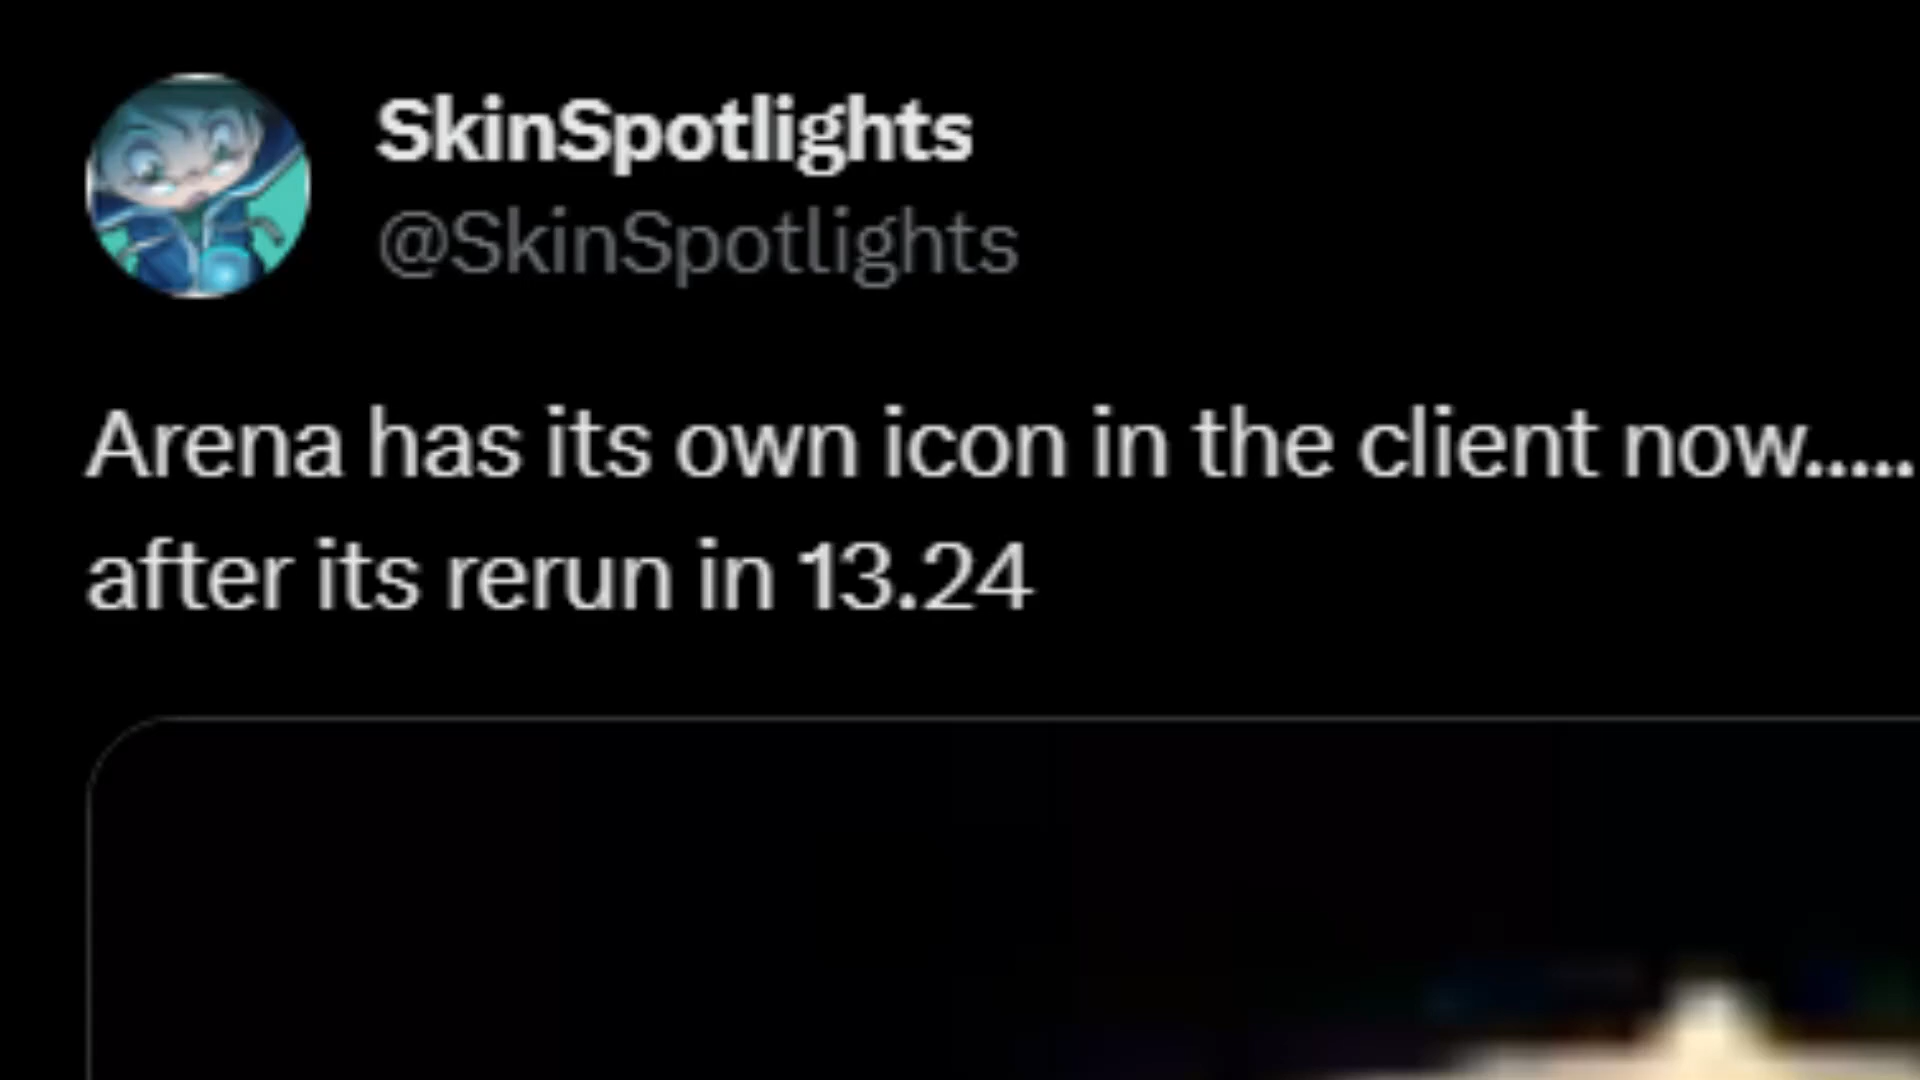 SkinSpotlights
@SkinSpotlights
Arena has its own icon in the client now.....
after its rerun in 13.24